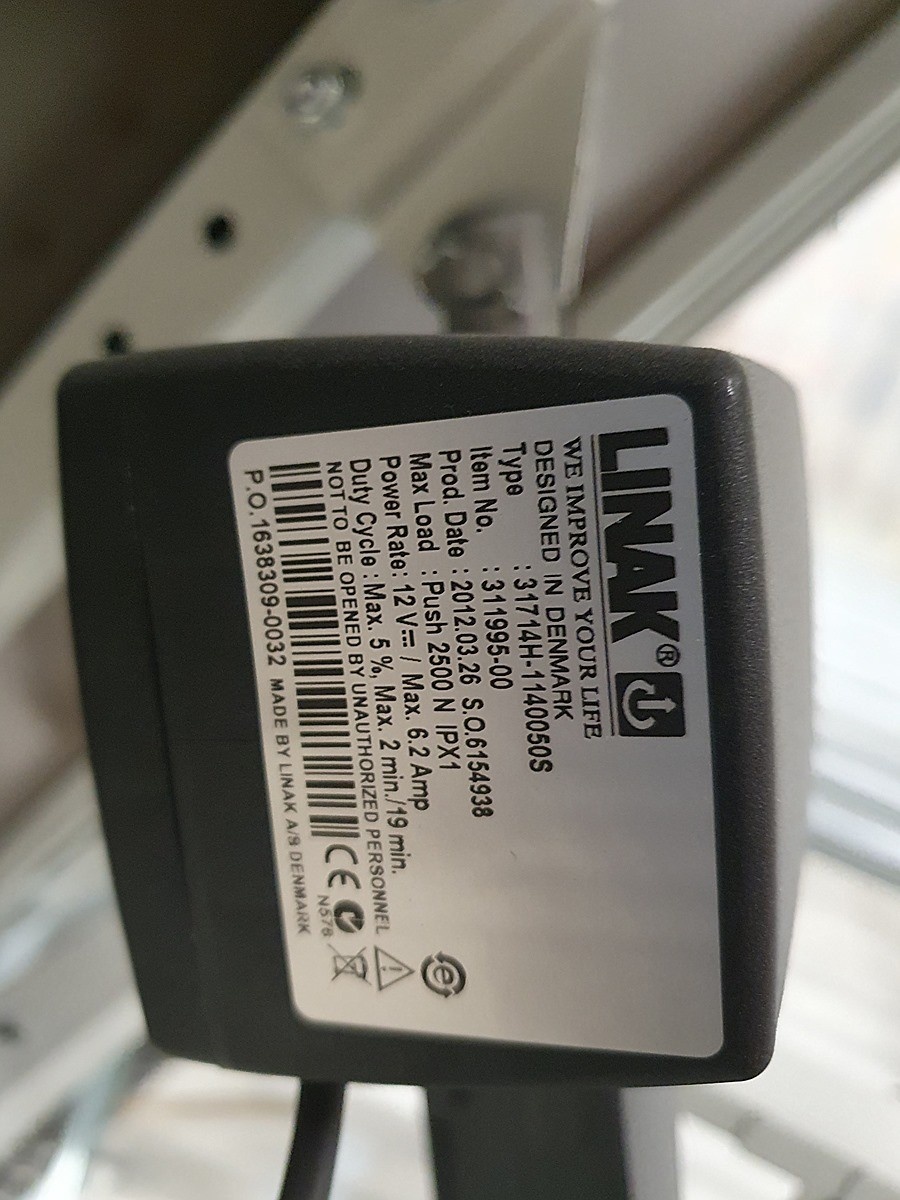 LINAK®
WE IMPROVE YOUR LIFE
DESIGNED IN DENMARK
Type : 31714H-1140050S
Item No. : 311995-00
Prod. Date : 2012.03.26 S.O.6154938
Max Load : Push 2500 N IPX1
Power Rate: 12 V⎓ / Max. 6.2 Amp
Duty Cycle : Max. 5 %, Max. 2 min./19 min.
NOT TO BE OPENED BY UNAUTHORIZED PERSONNEL
CE N576
P.O.1638309-0032 MADE BY LINAK A/S DENMARK
e